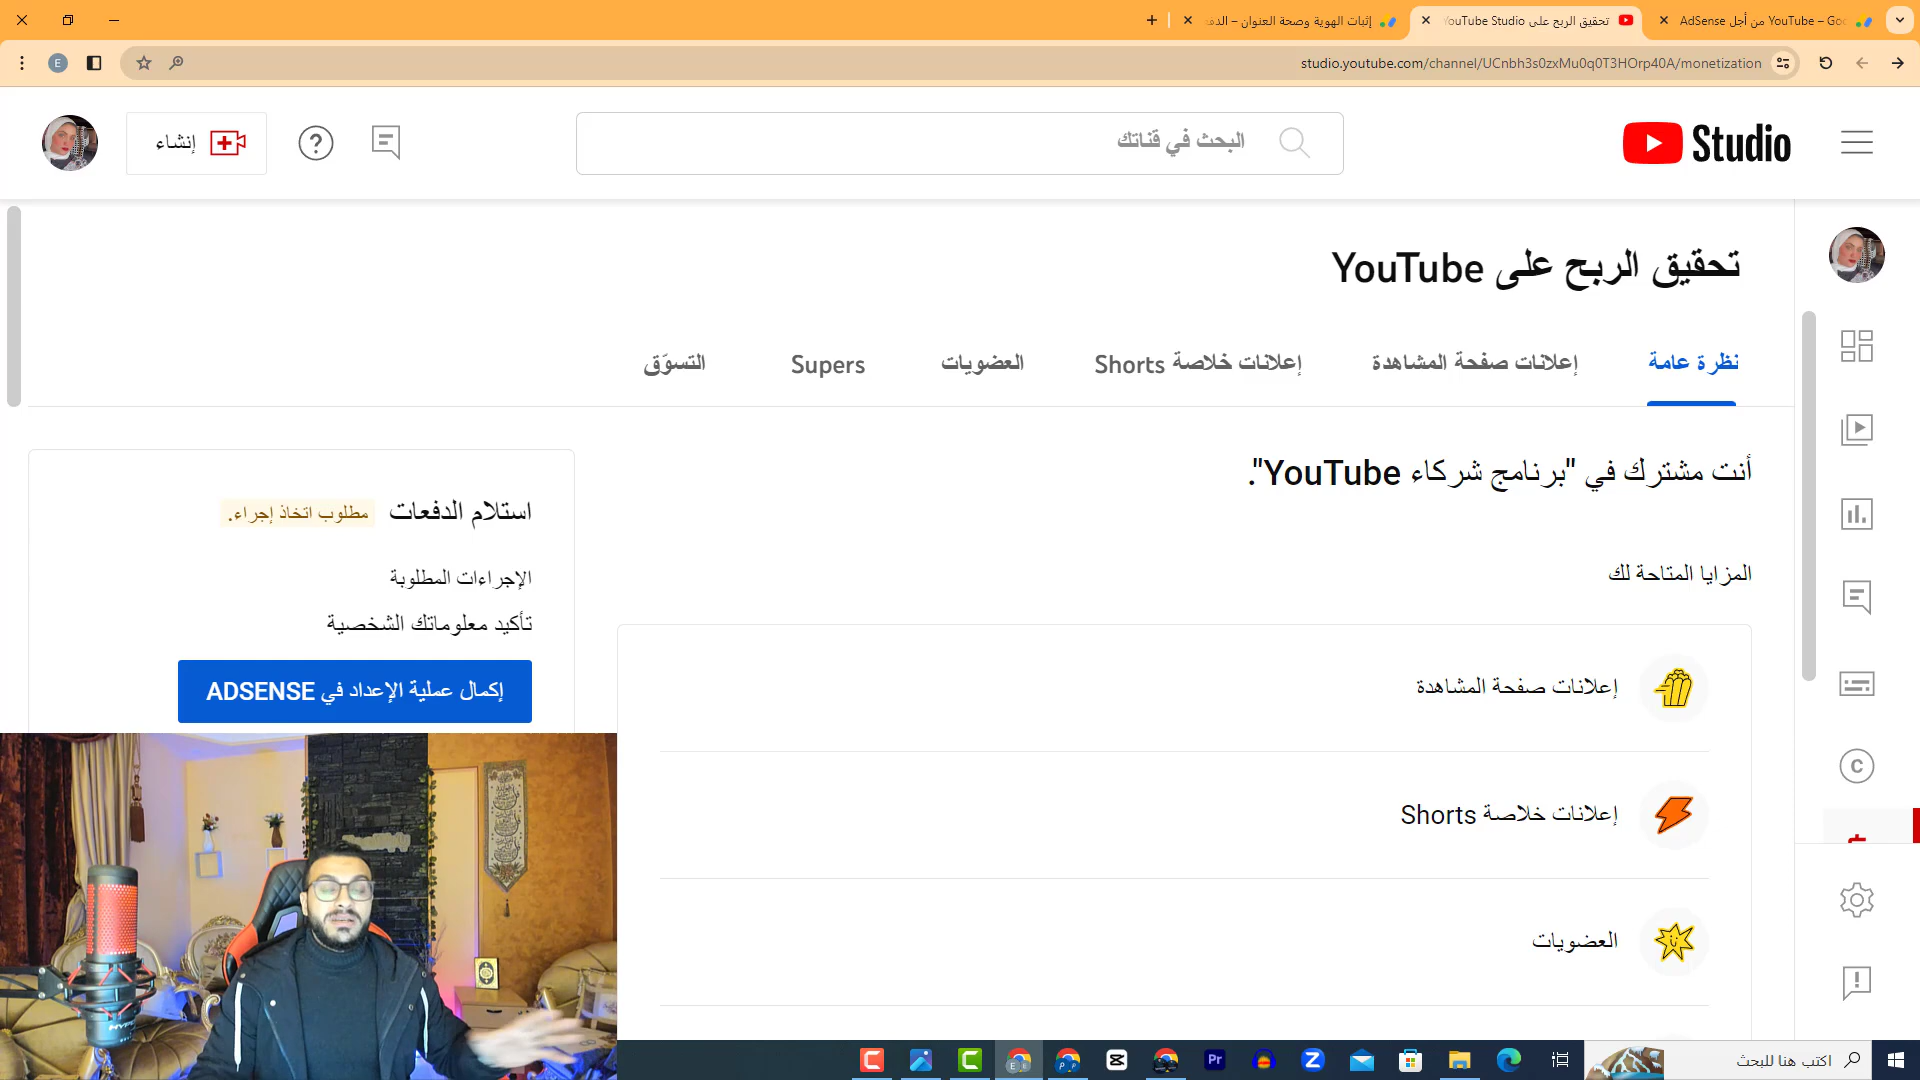 YouTube من أجل AdSense – Goo
تحقيق الربح على YouTube Studio
إثبات الهوية وصحة العنوان – الدفع
studio.youtube.com/channel/UCnbh3s0zxMu0q0T3HOrp40A/monetization
E
Studio
البحث في قناتك
إنشاء
تحقيق الربح على YouTube
نظرة عامة
إعلانات صفحة المشاهدة
إعلانات خلاصة Shorts
العضويات
Supers
التسوّق
أنت مشترك في "برنامج شركاء YouTube".
المزايا المتاحة لك
إعلانات صفحة المشاهدة
إعلانات خلاصة Shorts
العضويات
استلام الدفعات مطلوب اتخاذ إجراء.
الإجراءات المطلوبة
تأكيد معلوماتك الشخصية
إكمال عملية الإعداد في ADSENSE
اكتب هنا للبحث